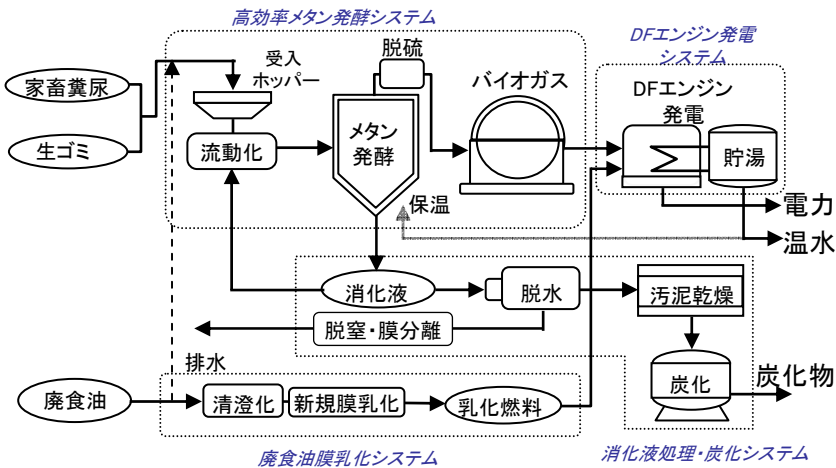 高効率メタン発酵システム
DFエンジン発電
システム
脱硫
受入
ホッパー
バイオガス
DFエンジン
発電
家畜糞尿
生ゴミ
流動化
メタン
発酵
貯湯
保温
電力
温水
消化液
脱水
汚泥乾燥
脱窒・膜分離
排水
炭化
炭化物
廃食油
清澄化
新規膜乳化
乳化燃料
廃食油膜乳化システム
消化液処理・炭化システム